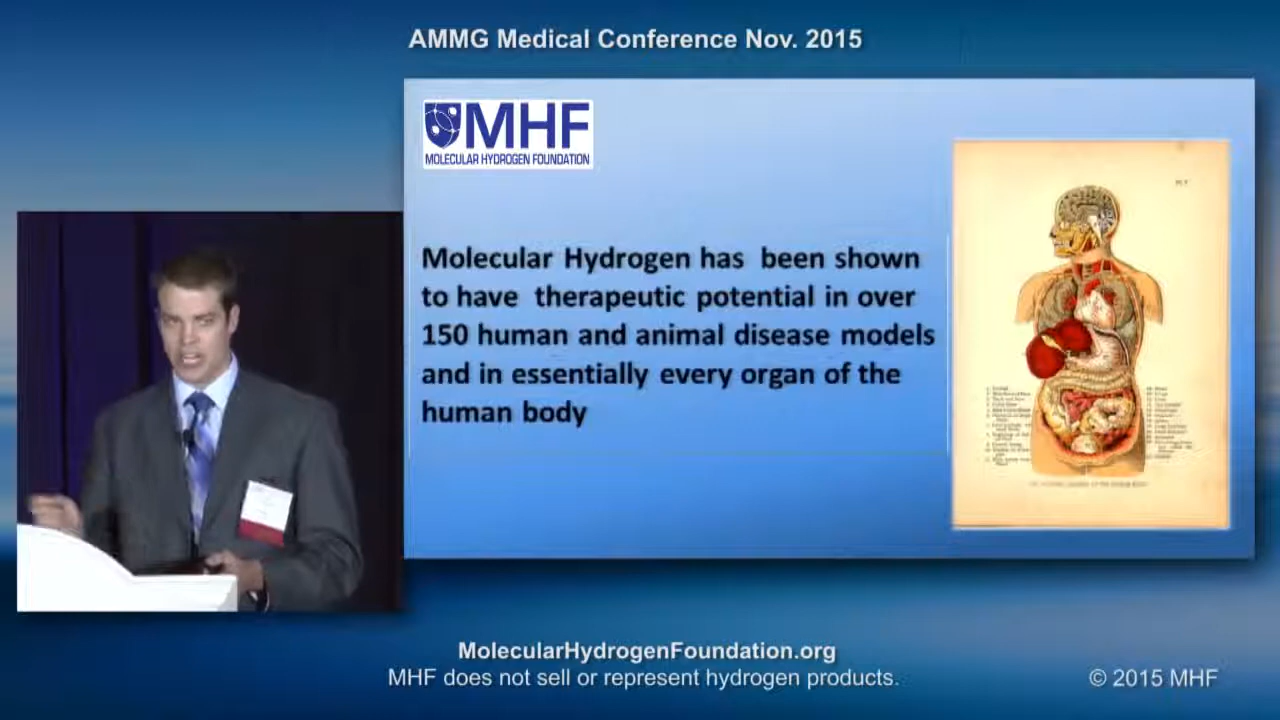 AMMG Medical Conference Nov. 2015
MHF
MOLECULAR HYDROGEN FOUNDATION
Molecular Hydrogen has been shown
to have therapeutic potential in over
150 human and animal disease models
and in essentially every organ of the
human body
MolecularHydrogenFoundation.org
MHF does not sell or represent hydrogen products.
© 2015 MHF